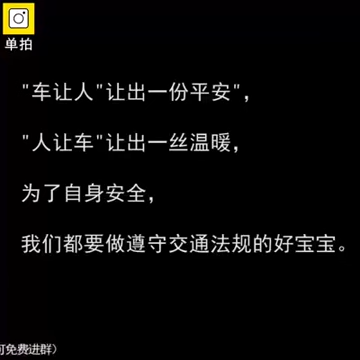 单拍
"车让人"让出一份平安",
"人让车"让出一丝温暖,
为了自身安全,
我们都要做遵守交通法规的好宝宝。
可免费进群）